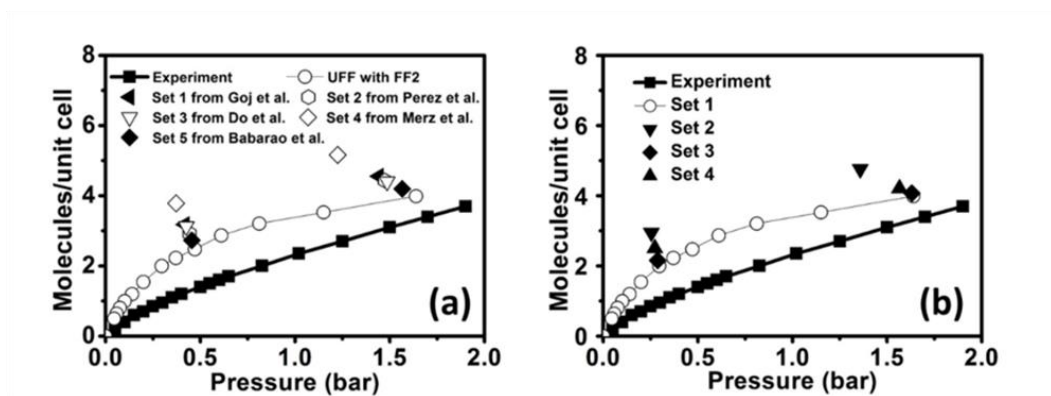 8
6
4
2
0
Molecules/unit cell
Experiment
UFF with FF2
Set 1 from Goj et al.
Set 2 from Perez et al.
Set 3 from Do et al.
Set 4 from Merz et al.
Set 5 from Babarao et al.
(a)
0.0 0.5 1.0 1.5 2.0
Pressure (bar)
8
6
4
2
0
Molecules/unit cell
Experiment
Set 1
Set 2
Set 3
Set 4
(b)
0.0 0.5 1.0 1.5 2.0
Pressure (bar)